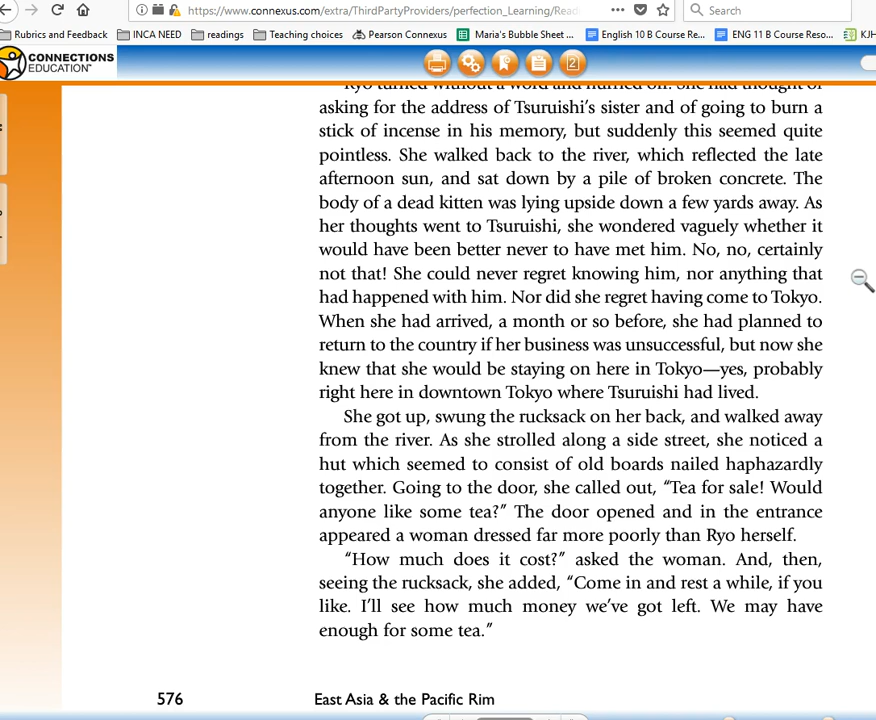 https://www.connexus.com/extra/ThirdPartyProviders/perfection_Learning/Read
Search
Rubrics and Feedback
INCA NEED
readings
Teaching choices
Pearson Connexus
Maria's Bubble Sheet ...
English 10 B Course Re...
ENG 11 B Course Reso...
KJH
CONNECTIONS
EDUCATION™
2
Ryo turned without a word and hurried off. She had thought of
asking for the address of Tsuruishi's sister and of going to burn a
stick of incense in his memory, but suddenly this seemed quite
pointless. She walked back to the river, which reflected the late
afternoon sun, and sat down by a pile of broken concrete. The
body of a dead kitten was lying upside down a few yards away. As
her thoughts went to Tsuruishi, she wondered vaguely whether it
would have been better never to have met him. No, no, certainly
not that! She could never regret knowing him, nor anything that
had happened with him. Nor did she regret having come to Tokyo.
When she had arrived, a month or so before, she had planned to
return to the country if her business was unsuccessful, but now she
knew that she would be staying on here in Tokyo—yes, probably
right here in downtown Tokyo where Tsuruishi had lived.
She got up, swung the rucksack on her back, and walked away
from the river. As she strolled along a side street, she noticed a
hut which seemed to consist of old boards nailed haphazardly
together. Going to the door, she called out, “Tea for sale! Would
anyone like some tea?” The door opened and in the entrance
appeared a woman dressed far more poorly than Ryo herself.
“How much does it cost?” asked the woman. And, then,
seeing the rucksack, she added, “Come in and rest a while, if you
like. I'll see how much money we've got left. We may have
enough for some tea.”
576
East Asia & the Pacific Rim